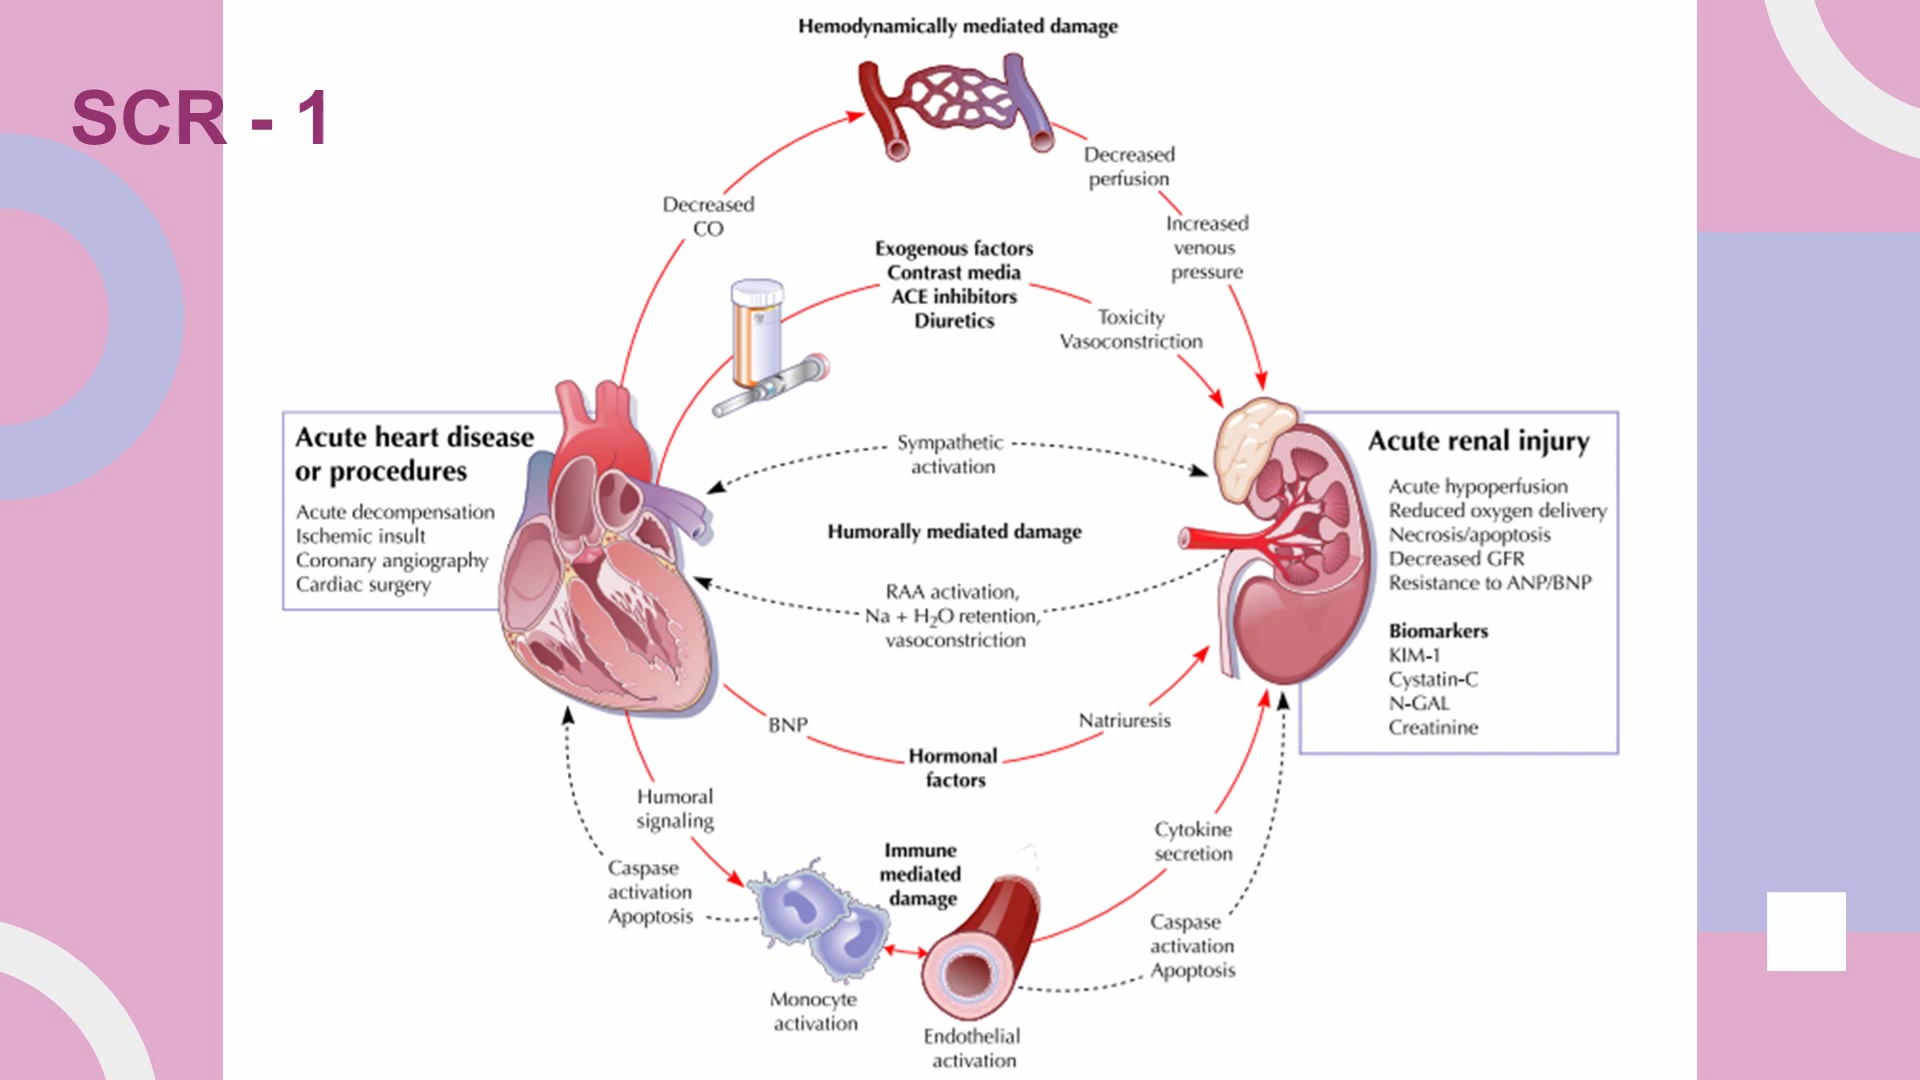 SCR - 1
Hemodynamically mediated damage
Decreased
perfusion
Decreased
CO
Increased
venous
pressure
Exogenous factors
Contrast media
ACE inhibitors
Diuretics
Toxicity
Vasoconstriction
Acute heart disease
or procedures
Acute decompensation
Ischemic insult
Coronary angiography
Cardiac surgery
Sympathetic
activation
Humorally mediated damage
RAA activation,
Na + H₂O retention,
vasoconstriction
Acute renal injury
Acute hypoperfusion
Reduced oxygen delivery
Necrosis/apoptosis
Decreased GFR
Resistance to ANP/BNP
Biomarkers
KIM-1
Cystatin-C
N-GAL
Creatinine
BNP
Natriuresis
Hormonal
factors
Humoral
signaling
Caspase
activation
Apoptosis
Immune
mediated
damage
Cytokine
secretion
Caspase
activation
Apoptosis
Monocyte
activation
Endothelial
activation